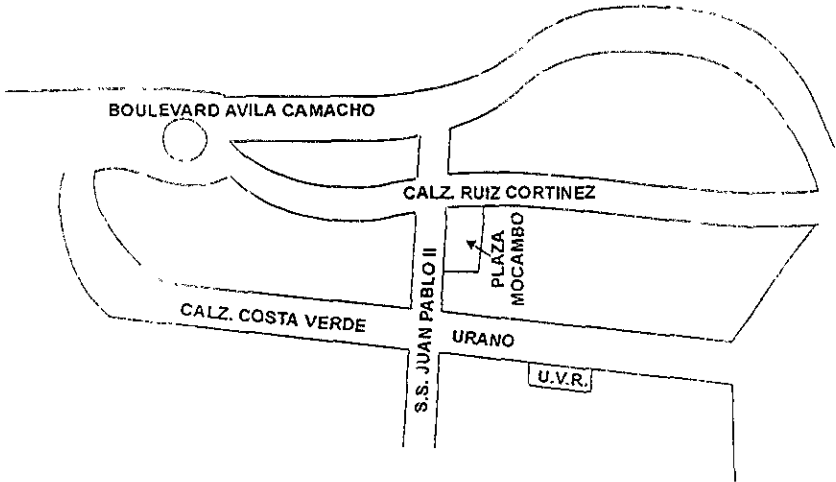 BOULEVARD AVILA CAMACHO
CALZ. RUIZ CORTINEZ
PLAZA
MOCAMBO
S.S. JUAN PABLO II
CALZ. COSTA VERDE
URANO
U.V.R.